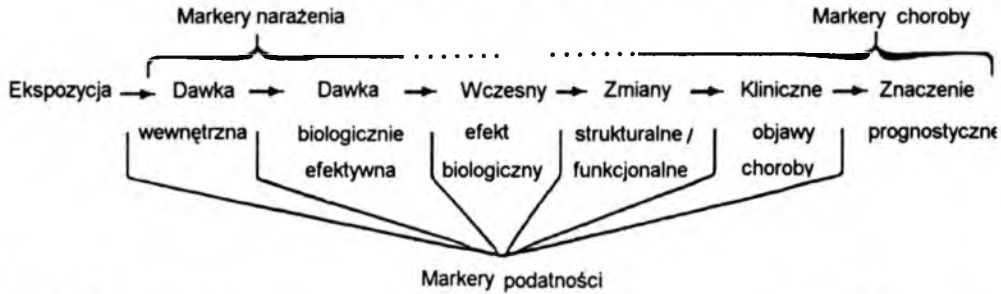 Markery narażenia
Markery choroby
Ekspozycja → Dawka → Dawka → Wczesny → Zmiany → Kliniczne → Znaczenie
wewnętrzna biologicznie efekt strukturalne / objawy prognostyczne
efektywna biologiczny funkcjonalne choroby
Markery podatności